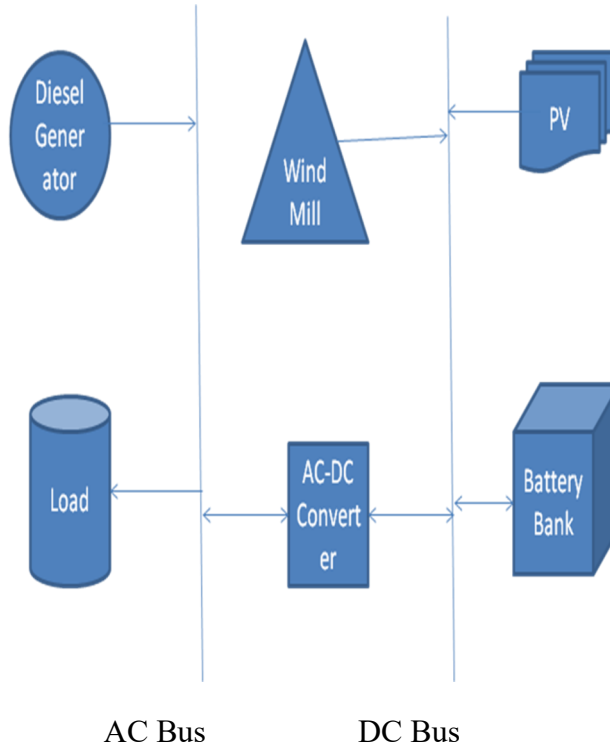 Diesel
Gener
ator
Wind
Mill
PV
Load
AC-DC
Convert
er
Battery
Bank
AC Bus
DC Bus